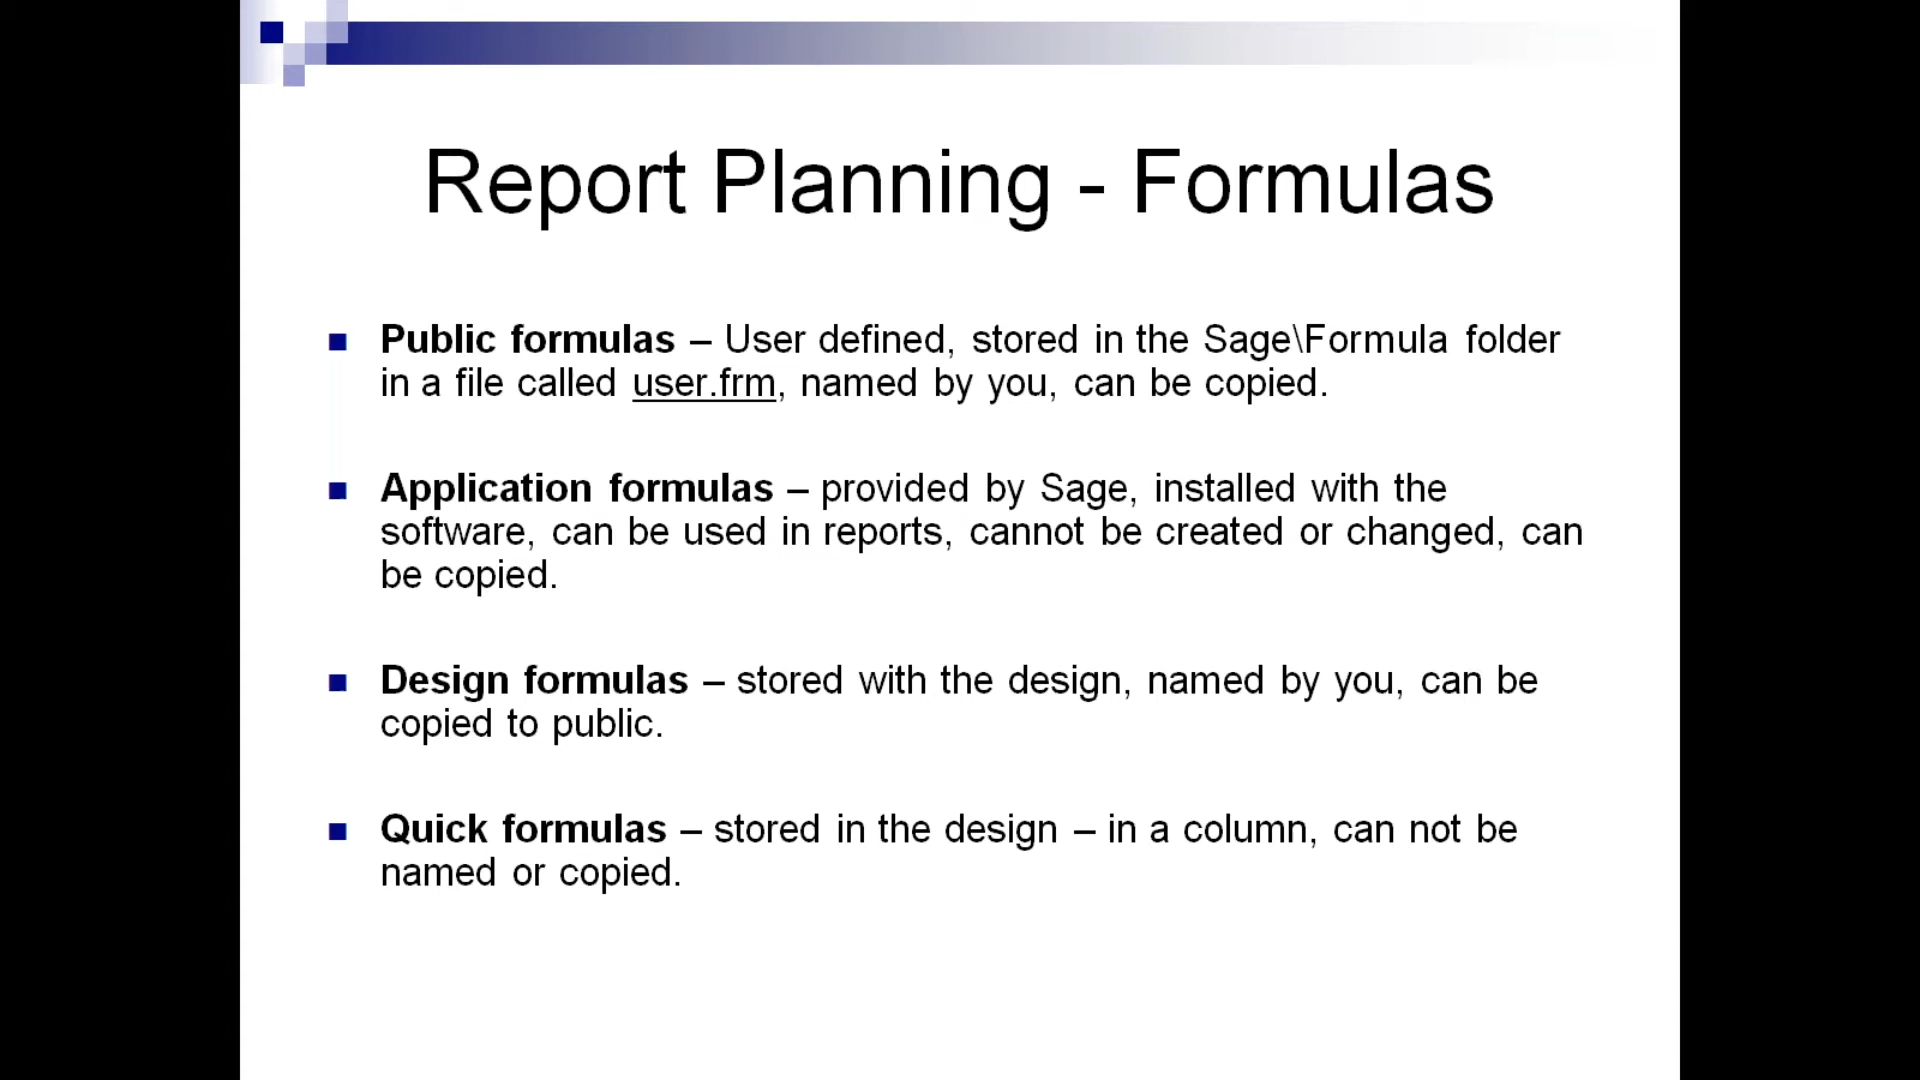 Report Planning - Formulas
Public formulas – User defined, stored in the Sage\Formula folder
in a file called user.frm, named by you, can be copied.
Application formulas – provided by Sage, installed with the
software, can be used in reports, cannot be created or changed, can
be copied.
Design formulas – stored with the design, named by you, can be
copied to public.
Quick formulas – stored in the design – in a column, can not be
named or copied.